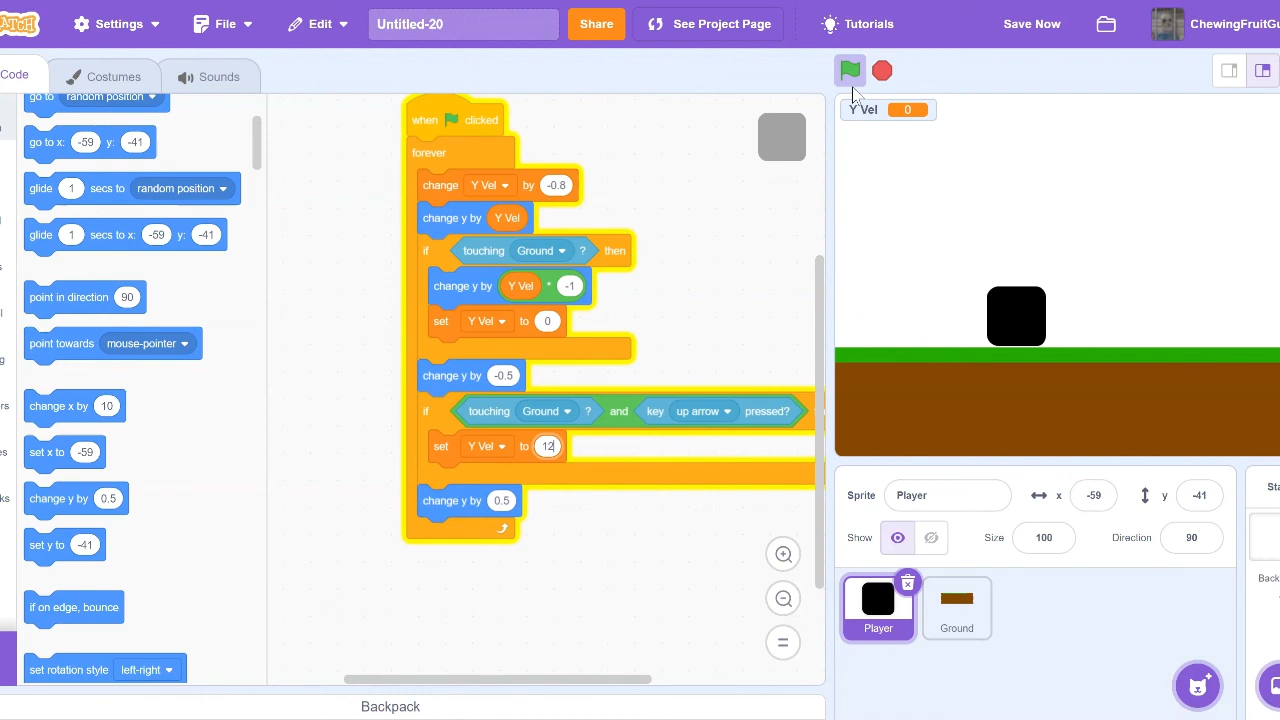 Settings File Edit Untitled-20 Share See Project Page Tutorials Save Now
Code Costumes Sounds
go to random position
go to x: -59 y: -41
glide 1 secs to random position
glide 1 secs to x: -59 y: -41
point in direction 90
point towards mouse-pointer
change x by 10
set x to -59
change y by 0.5
set y to -41
if on edge, bounce
set rotation style left-right
when clicked
forever
change Y Vel by -0.8
change y by Y Vel
if touching Ground ? then
change y by Y Vel * -1
set Y Vel to 0
change y by -0.5
if touching Ground ? and key up arrow pressed?
set Y Vel to 12
change y by 0.5
Backpack
Y Vel 0
Sprite Player x -59 y -41
Show Size 100 Direction 90
Player Ground